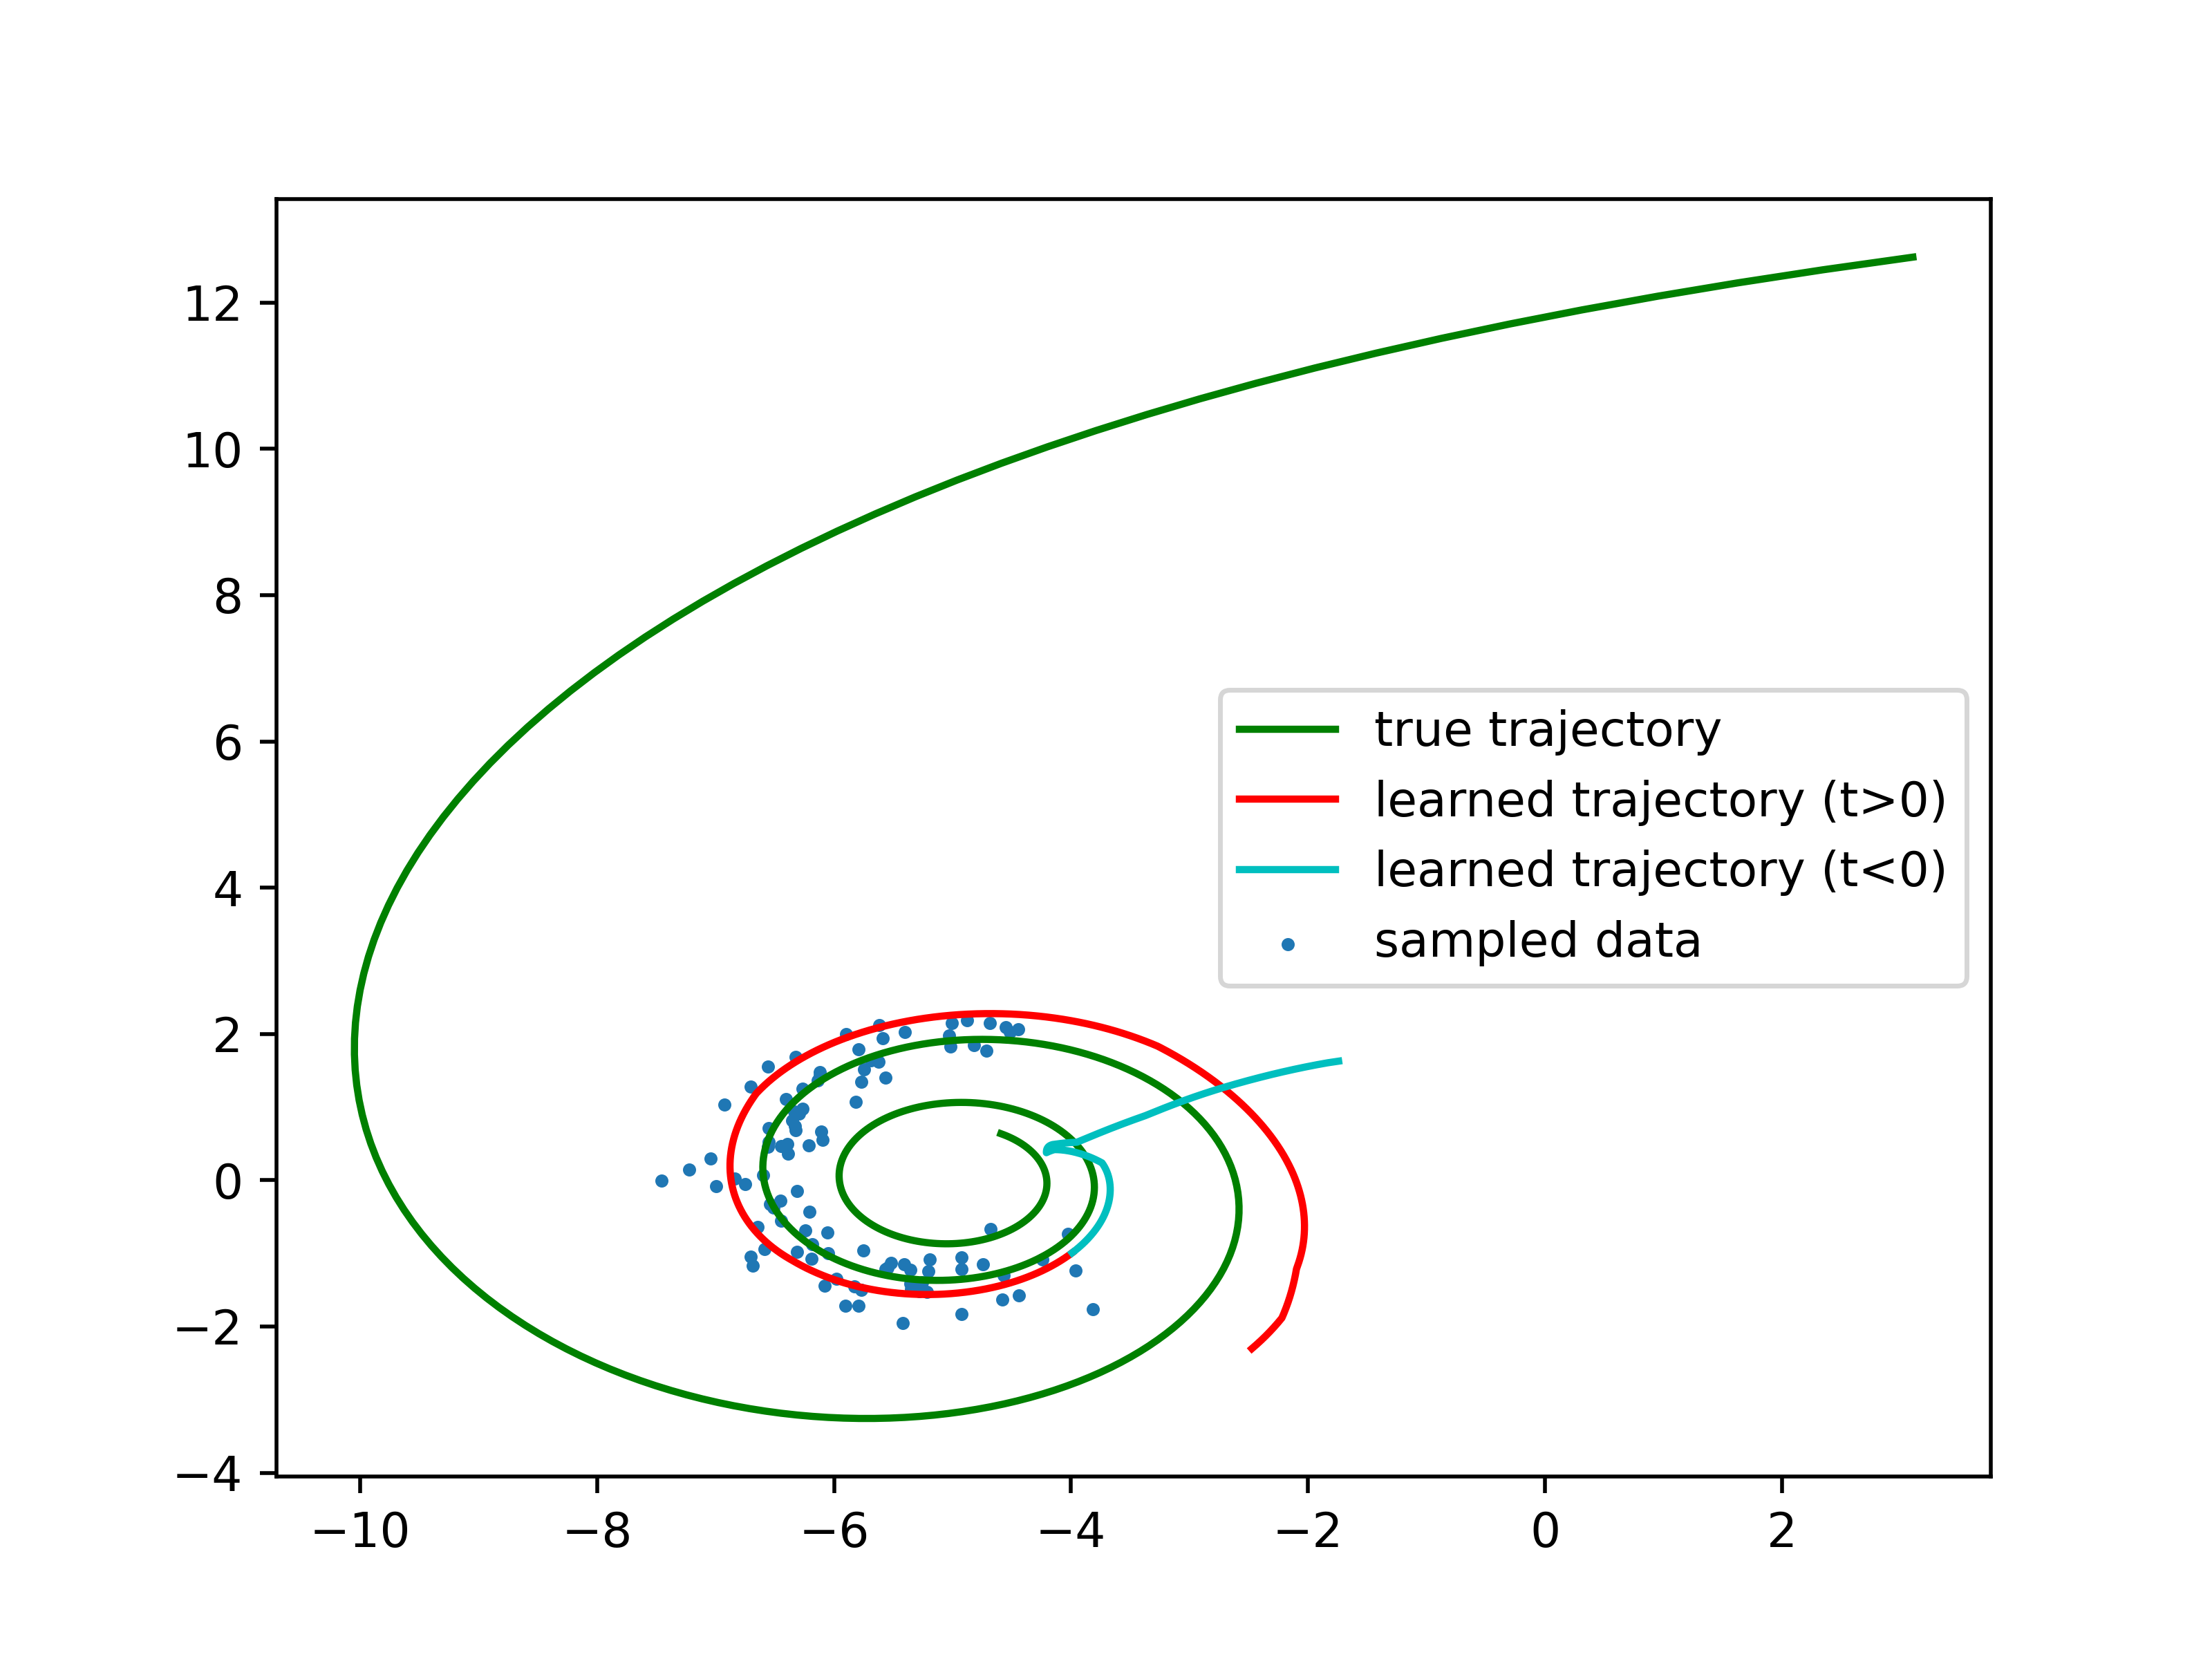 12
10
8
6
4
2
0
−2
−4
true trajectory
learned trajectory (t>0)
learned trajectory (t<0)
sampled data
−10 −8 −6 −4 −2 0 2